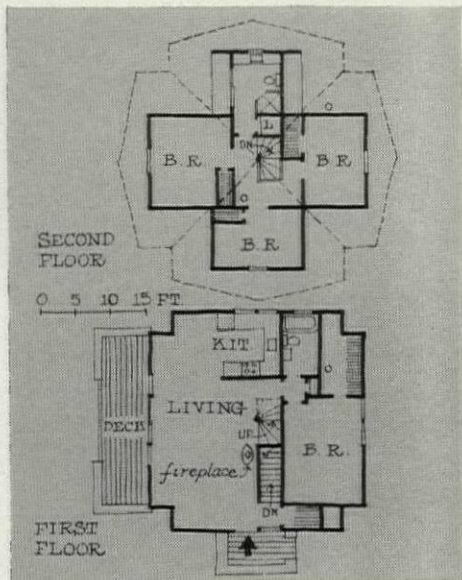 L
DN
B.R.
B.R.
B.R.
SECOND
FLOOR
0 5 10 15 FT.
KIT.
LIVING
DECK
UP
B.R.
fireplace
DN
FIRST
FLOOR